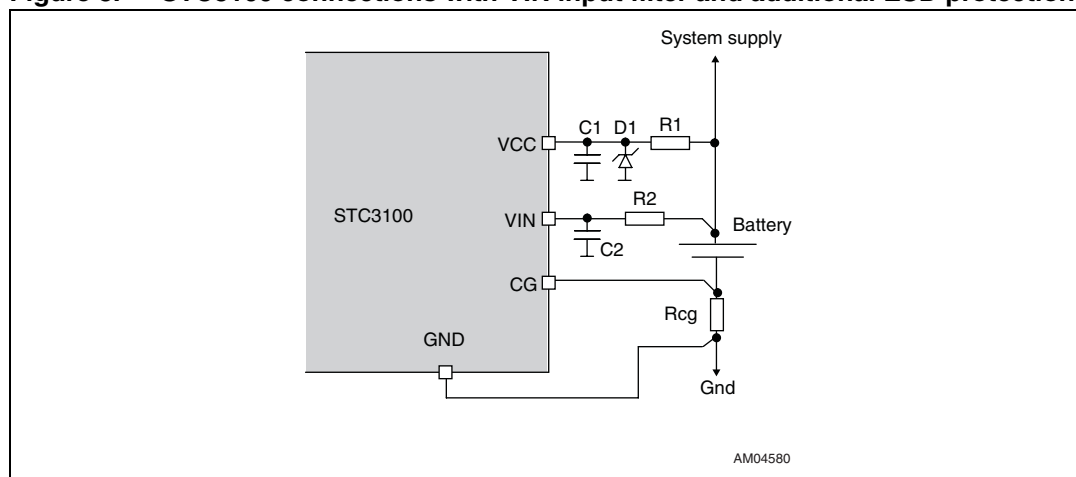 System supply
C1 D1 R1
VCC
R2
STC3100
VIN
Battery
C2
CG
Rcg
GND
Gnd
AM04580